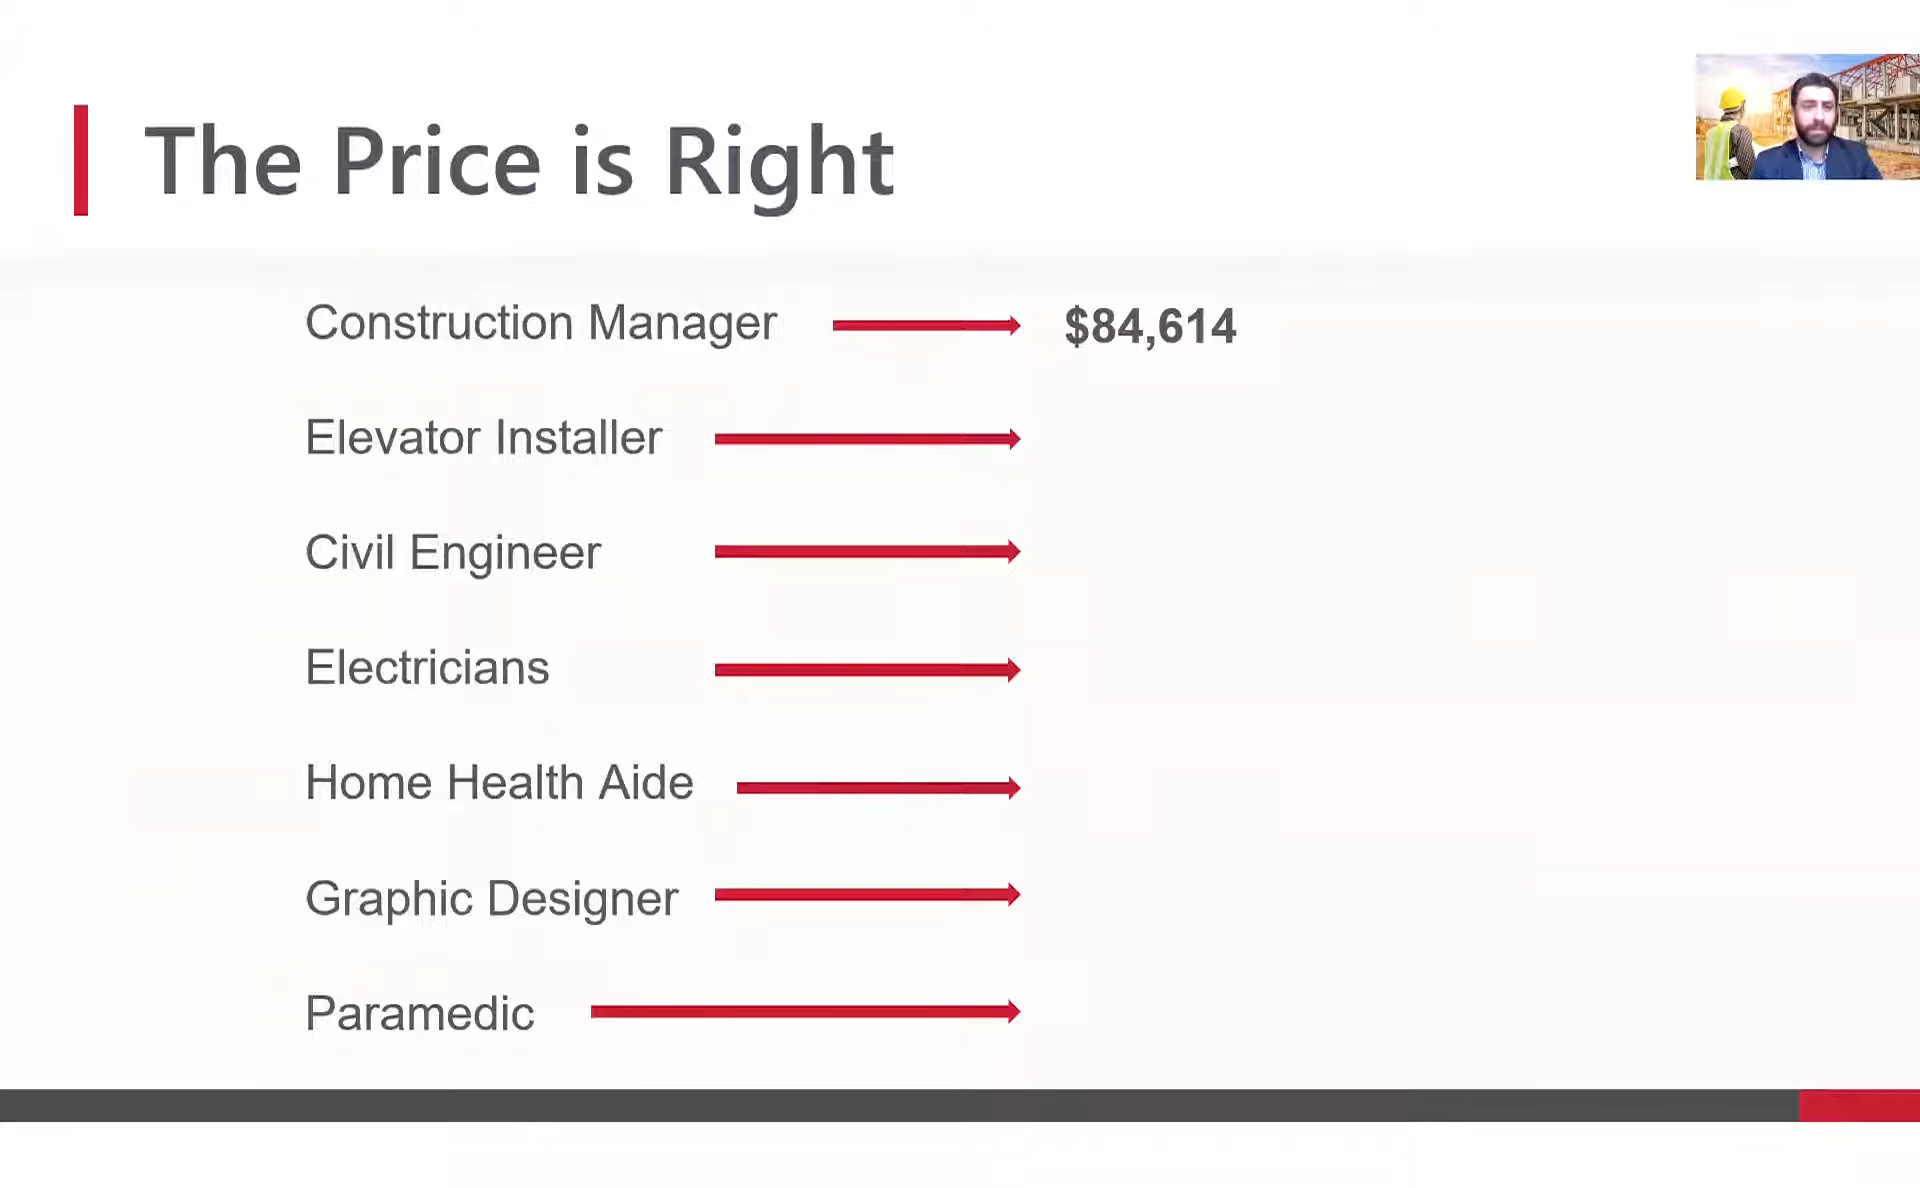 The Price is Right
Construction Manager $84,614
Elevator Installer
Civil Engineer
Electricians
Home Health Aide
Graphic Designer
Paramedic